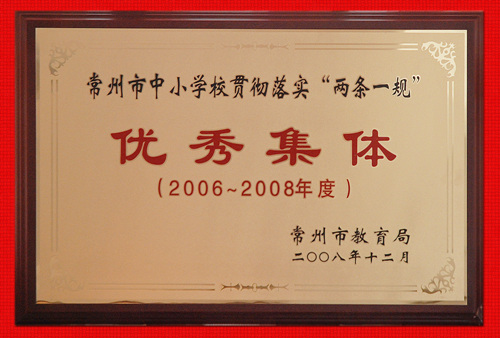 常州市中小学校贯彻落实“两条一规”
优秀集体
(2006~2008年度)
常州市教育局
二〇〇八年十二月